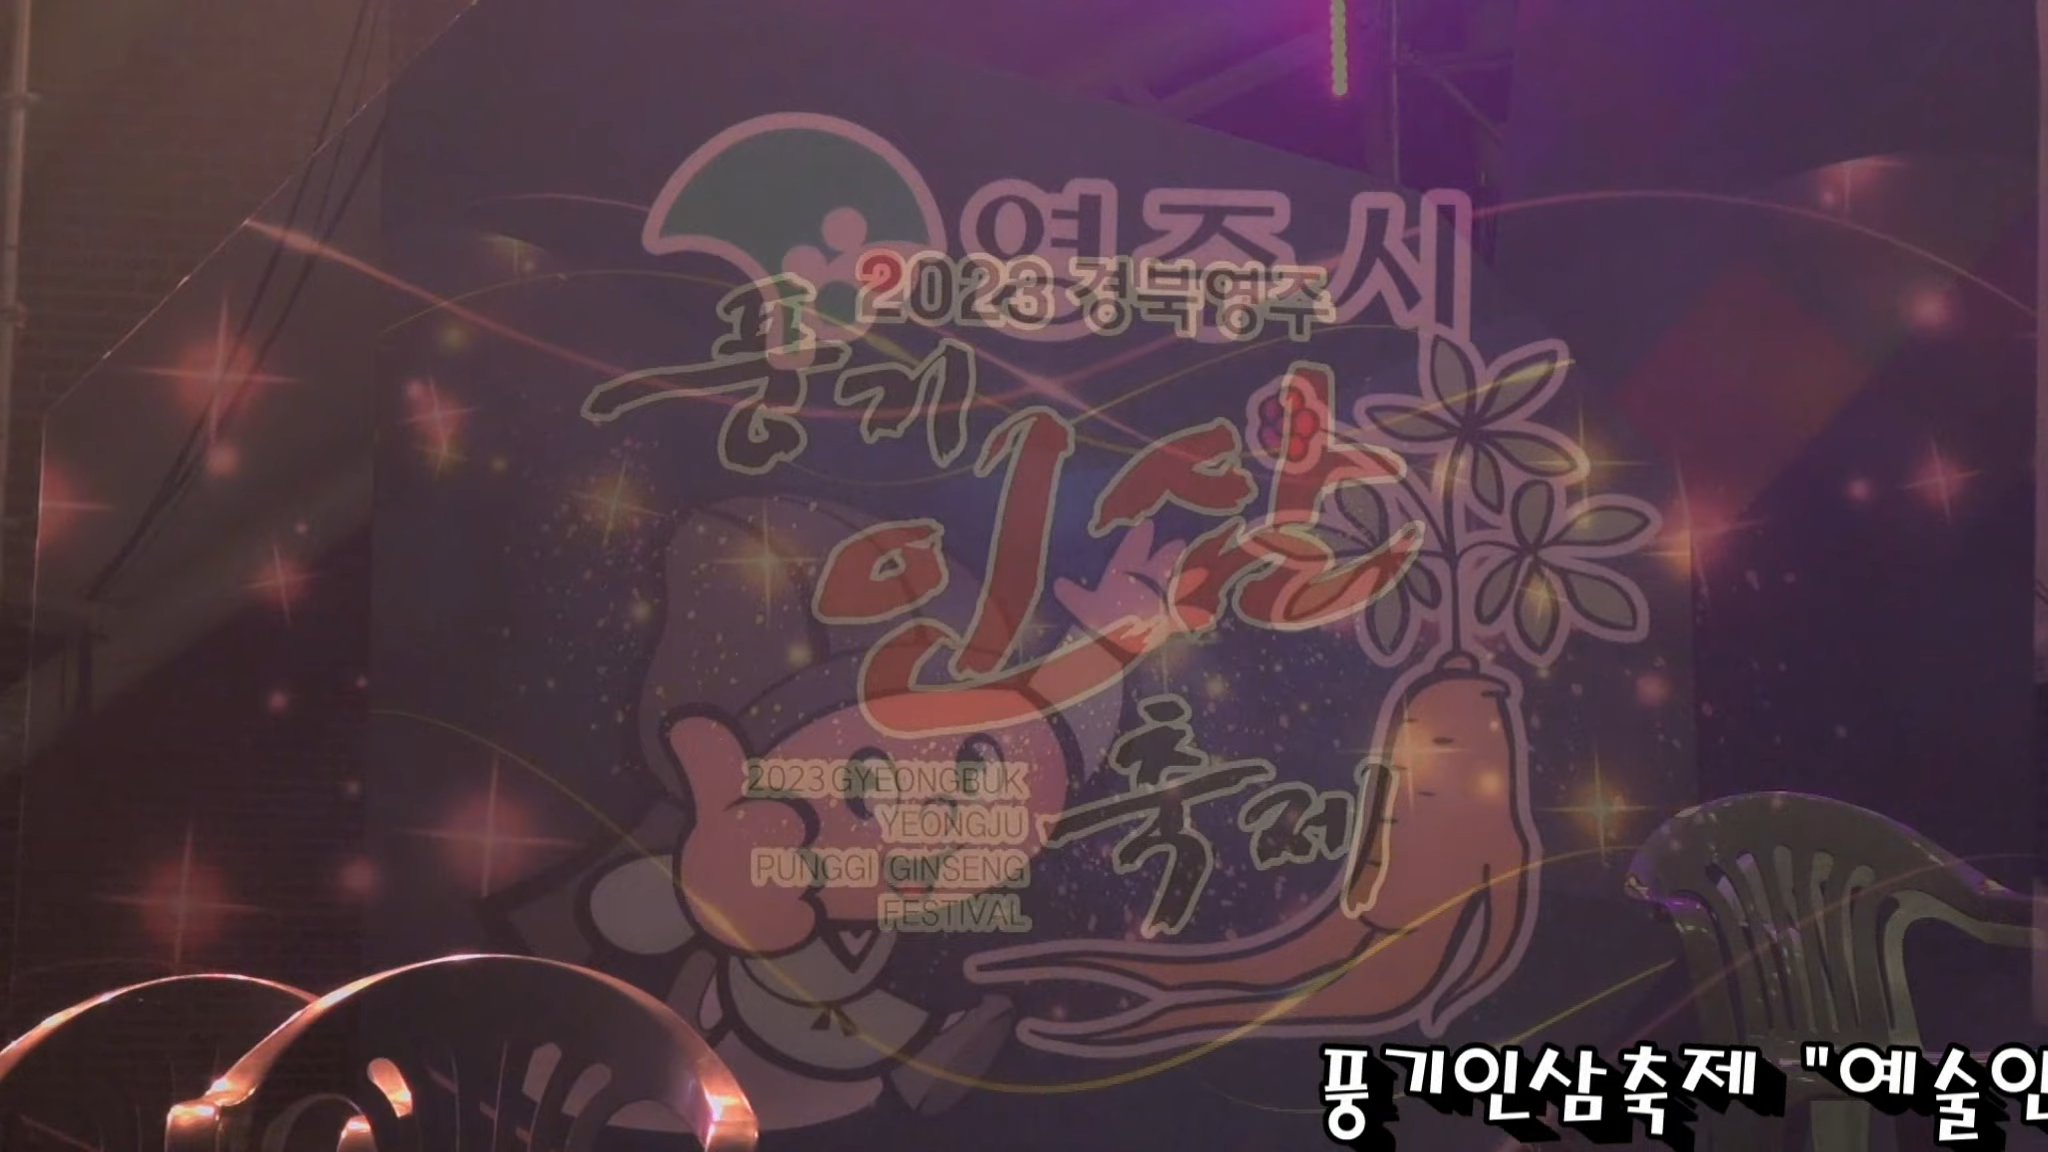 영주시
2023 경북영주
풍기
인삼
축제
2023 GYEONGBUK
YEONGJU
PUNGGI GINSENG
FESTIVAL
풍기인삼축제 "예술인